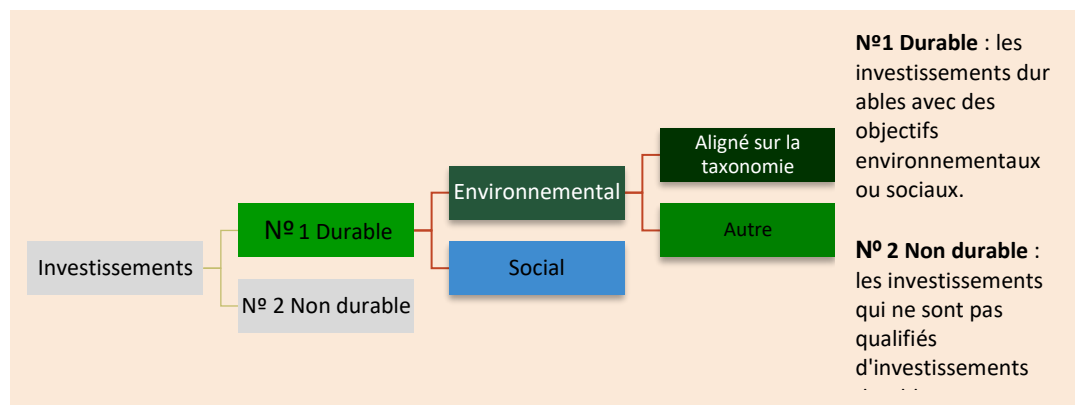 Investissements
Nº 1 Durable
Nº 2 Non durable
Environnemental
Social
Aligné sur la
taxonomie
Autre
Nº1 Durable : les
investissements dur
ables avec des
objectifs
environnementaux
ou sociaux.
Nº 2 Non durable :
les investissements
qui ne sont pas
qualifiés
d'investissements